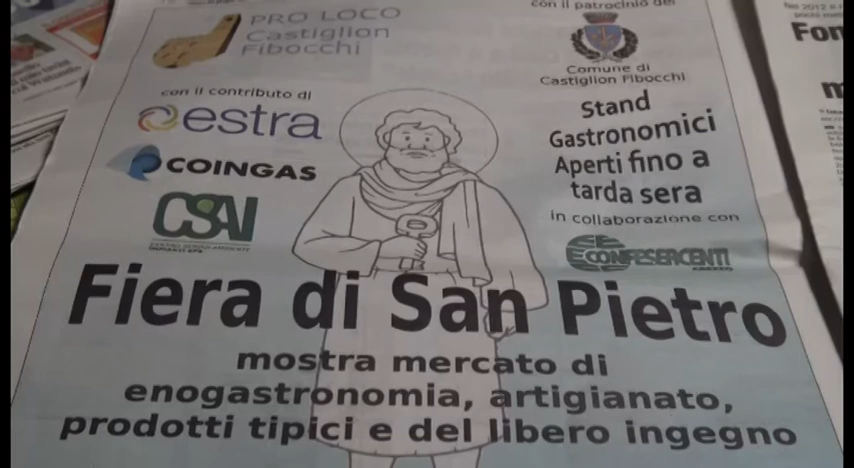 PRO LOCO
Castiglion
Fibocchi
con il patrocinio del
Comune di
Castiglion Fibocchi
con il contributo di
estra
COINGAS
CSAI
Stand
Gastronomici
Aperti fino a
tarda sera
in collaborazione con
CONFESERCENTI
Fiera di San Pietro
mostra mercato di
enogastronomia, artigianato,
prodotti tipici e del libero ingegno